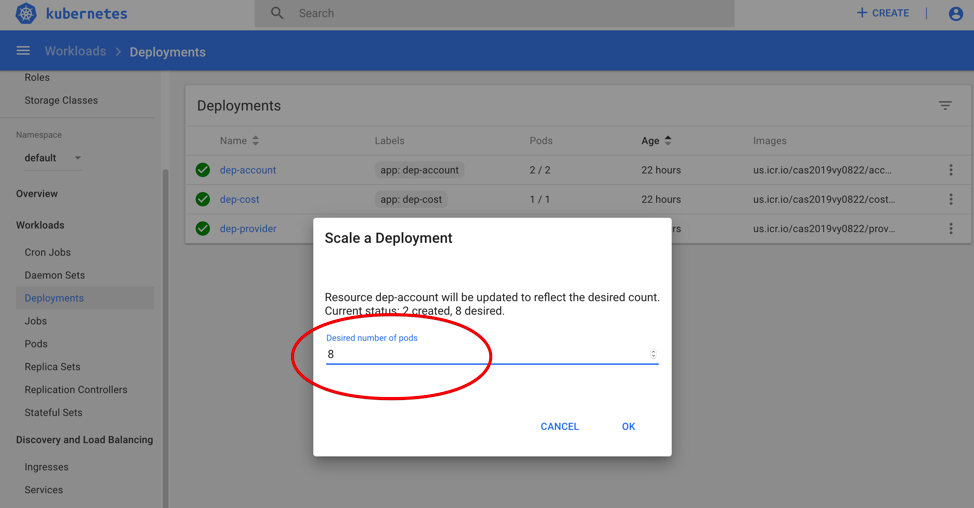 kubernetes
Search
+ CREATE
Workloads > Deployments
Roles
Storage Classes
Namespace
default
Overview
Workloads
Cron Jobs
Daemon Sets
Deployments
Jobs
Pods
Replica Sets
Replication Controllers
Stateful Sets
Discovery and Load Balancing
Ingresses
Services
Deployments
Name Labels Pods Age Images
dep-account app: dep-account 2 / 2 22 hours us.icr.io/cas2019vy0822/acc...
dep-cost app: dep-cost 1 / 1 22 hours us.icr.io/cas2019vy0822/cost...
dep-provider us.icr.io/cas2019vy0822/prov...
Scale a Deployment
Resource dep-account will be updated to reflect the desired count.
Current status: 2 created, 8 desired.
Desired number of pods
8
CANCEL OK